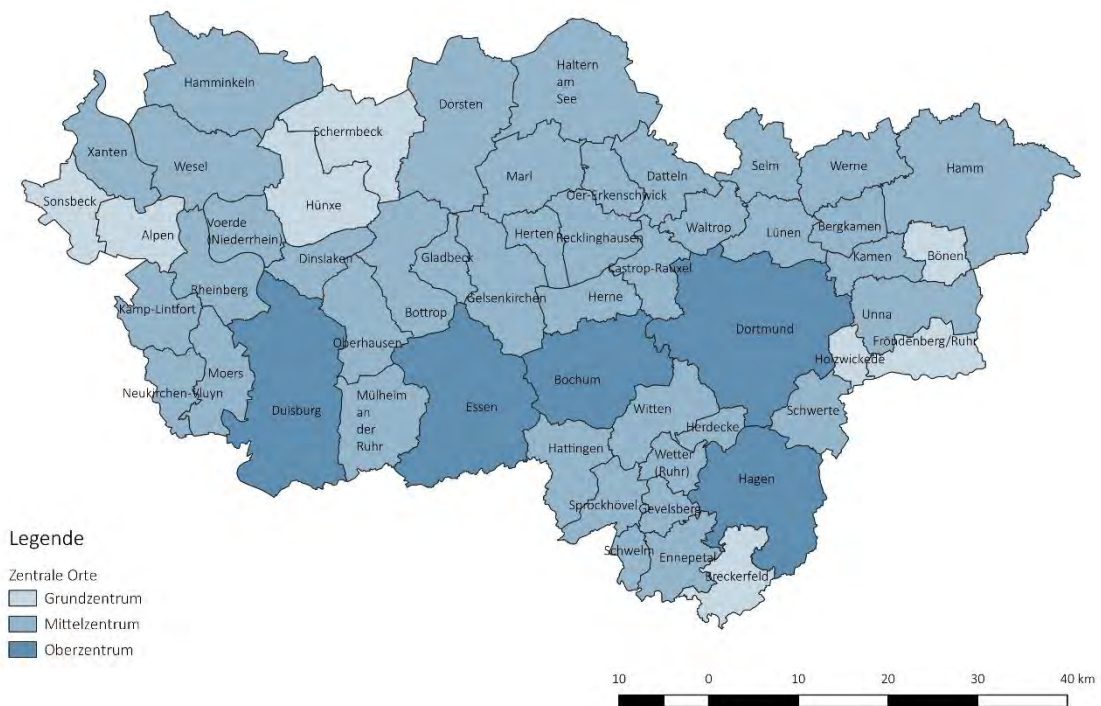 Hamminkeln
Haltern
am
See
Dorsten
Schermbeck
Xanten
Wesel
Selm
Werne
Hamm
Marl
Datteln
Oer-Erkenschwick
Sonsbeck
Hünxe
Alpen
Voerde
(Niederrhein)
Herten
Recklinghausen
Waltrop
Lünen
Bergkamen
Dinslaken
Gladbeck
Kamen
Bönen
Castrop-Rauxel
Rheinberg
Gelsenkirchen
Herne
Kamp-Lintfort
Bottrop
Unna
Dortmund
Fröndenberg/Ruhr
Oberhausen
Holzwickede
Moers
Bochum
Neukirchen-Vluyn
Mülheim
an
der
Ruhr
Duisburg
Essen
Witten
Schwerte
Herdecke
Hattingen
Wetter
(Ruhr)
Hagen
Sprockhövel
Gevelsberg
Schwelm
Ennepetal
Breckerfeld
Legende
Zentrale Orte
Grundzentrum
Mittelzentrum
Oberzentrum
10 0 10 20 30 40 km